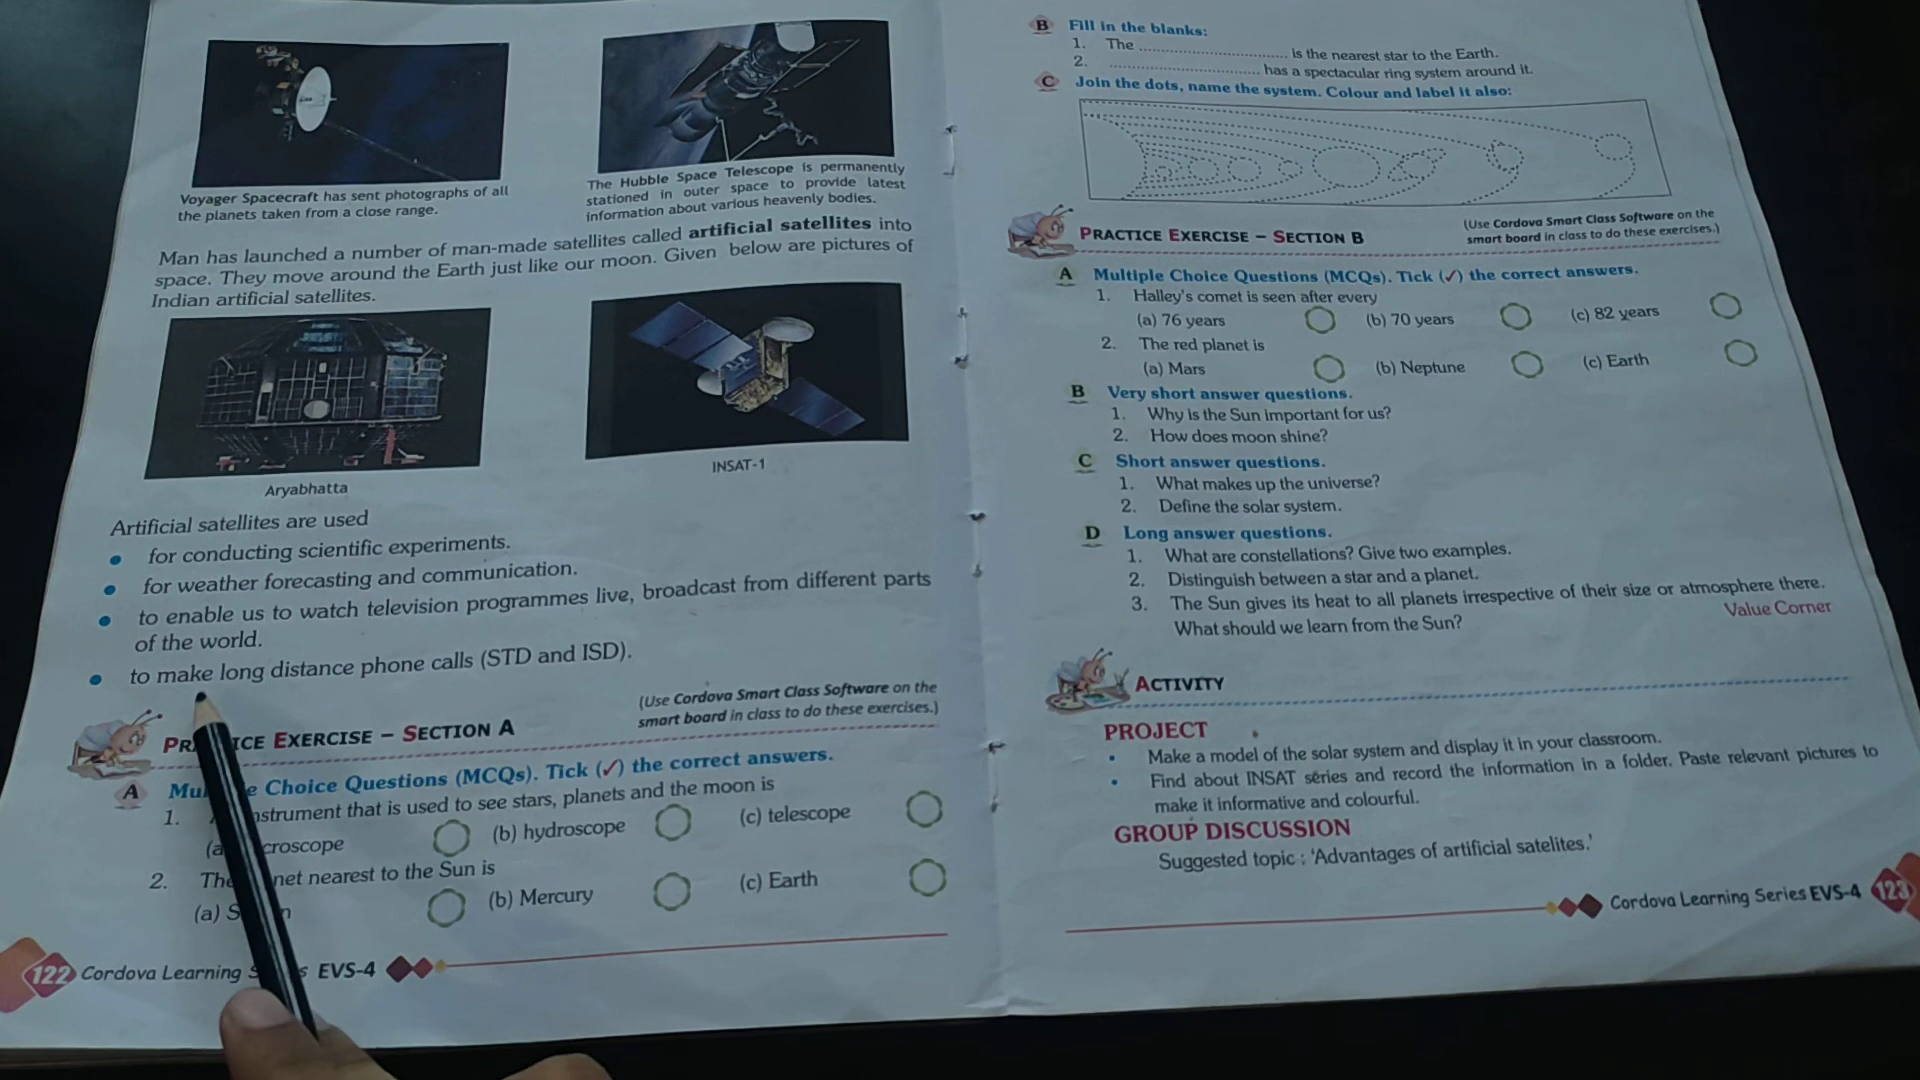 Voyager Spacecraft has sent photographs of all
the planets taken from a close range.
The Hubble Space Telescope is permanently
stationed in outer space to provide latest
information about various heavenly bodies.
Man has launched a number of man-made satellites called artificial satellites into
space. They move around the Earth just like our moon. Given below are pictures of
Indian artificial satellites.
Aryabhatta
INSAT-1
Artificial satellites are used
• for conducting scientific experiments.
• for weather forecasting and communication.
• to enable us to watch television programmes live, broadcast from different parts
of the world.
• to make long distance phone calls (STD and ISD).
(Use Cordova Smart Class Software on the
smart board in class to do these exercises.)
EXERCISE – SECTION A
A Choice Questions (MCQs). Tick (✓) the correct answers.
1. that is used to see stars, planets and the moon is
(b) hydroscope (c) telescope
2. nearest to the Sun is
(b) Mercury (c) Earth
122 Cordova Learning EVS-4
B Fill in the blanks:
1. The ........................................ is the nearest star to the Earth.
2. ........................................ has a spectacular ring system around it.
C Join the dots, name the system. Colour and label it also:
PRACTICE EXERCISE – SECTION B
(Use Cordova Smart Class Software on the
smart board in class to do these exercises.)
A Multiple Choice Questions (MCQs). Tick (✓) the correct answers.
1. Halley's comet is seen after every
(a) 76 years (b) 70 years (c) 82 years
2. The red planet is
(a) Mars (b) Neptune (c) Earth
B Very short answer questions.
1. Why is the Sun important for us?
2. How does moon shine?
C Short answer questions.
1. What makes up the universe?
2. Define the solar system.
D Long answer questions.
1. What are constellations? Give two examples.
2. Distinguish between a star and a planet.
3. The Sun gives its heat to all planets irrespective of their size or atmosphere there.
What should we learn from the Sun?
Value Corner
ACTIVITY
PROJECT
• Make a model of the solar system and display it in your classroom.
• Find about INSAT séries and record the information in a folder. Paste relevant pictures to
make it informative and colourful.
GROUP DISCUSSION
Suggested topic : 'Advantages of artificial satelites.'
Cordova Learning Series EVS-4 123